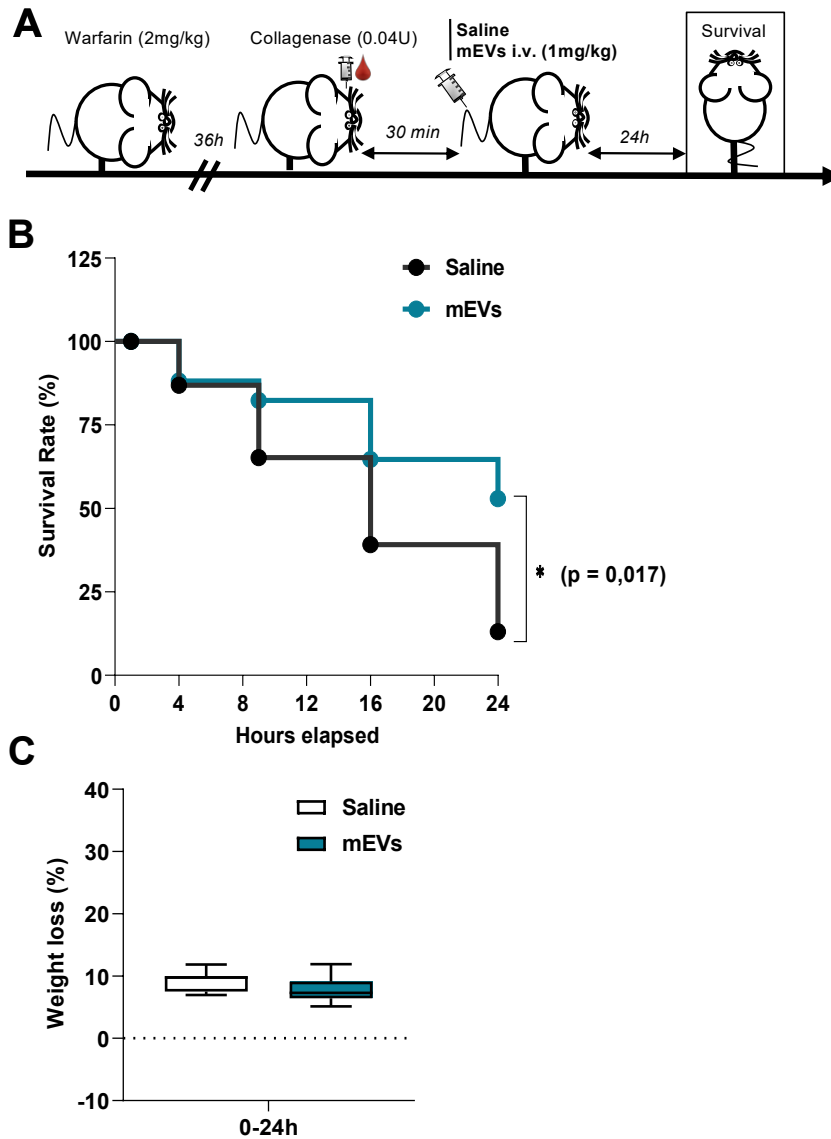 A
Warfarin (2mg/kg)
Collagenase (0.04U)
Saline
mEVs i.v. (1mg/kg)
Survival
36h
30 min
24h
B
125
100
75
50
25
0
Survival Rate (%)
Saline
mEVs
* (p = 0,017)
0
4
8
12
16
20
24
Hours elapsed
C
40
30
20
10
0
-10
Weight loss (%)
Saline
mEVs
0-24h